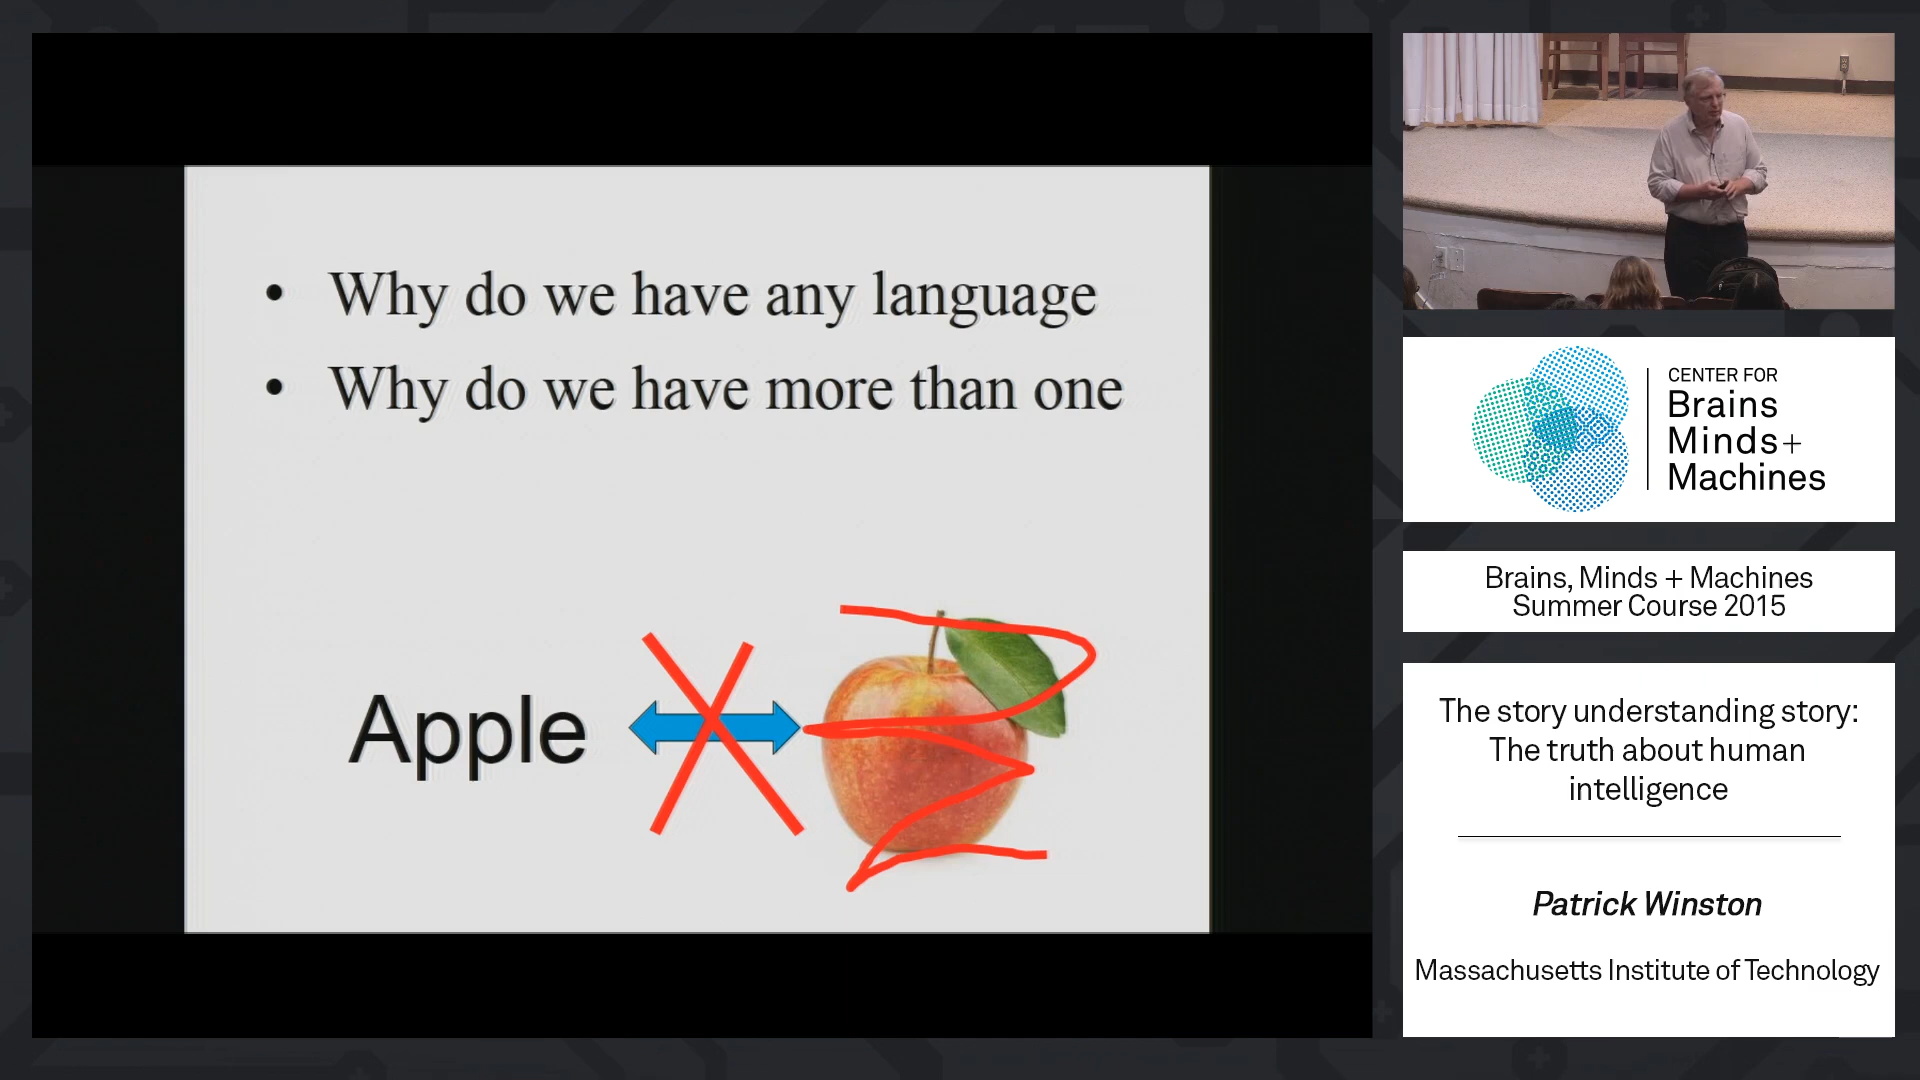 • Why do we have any language
• Why do we have more than one
Apple
CENTER FOR
Brains
Minds+
Machines
Brains, Minds + Machines
Summer Course 2015
The story understanding story:
The truth about human
intelligence
Patrick Winston
Massachusetts Institute of Technology